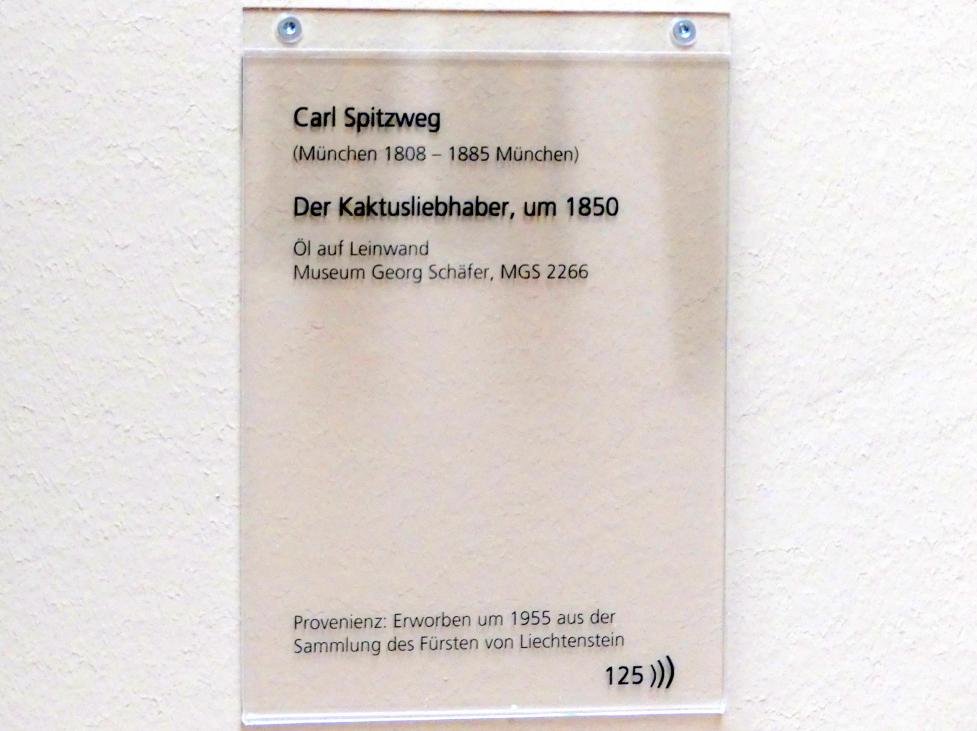 Carl Spitzweg
(München 1808 – 1885 München)
Der Kaktusliebhaber, um 1850
Öl auf Leinwand
Museum Georg Schäfer, MGS 2266
Provenienz: Erworben um 1955 aus der
Sammlung des Fürsten von Liechtenstein
125)))